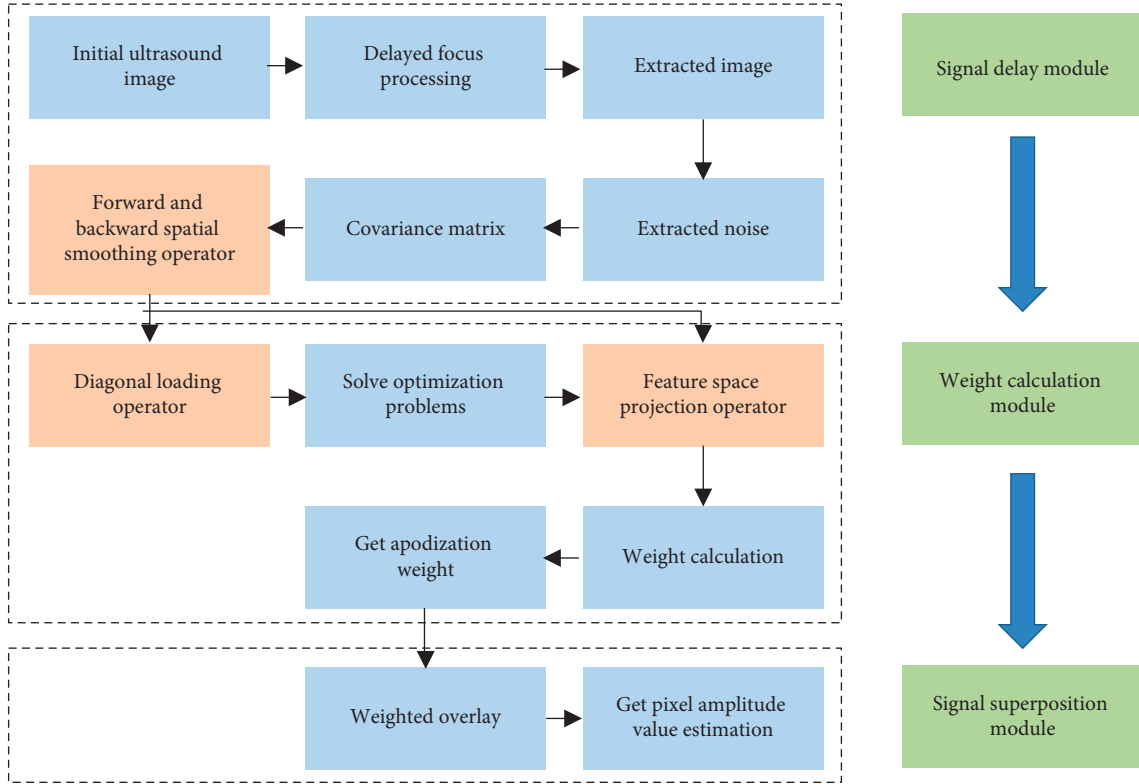 Initial ultrasound
image
Delayed focus
processing
Extracted image
Signal delay module
Forward and
backward spatial
smoothing operator
Covariance matrix
Extracted noise
Diagonal loading
operator
Solve optimization
problems
Feature space
projection operator
Weight calculation
module
Get apodization
weight
Weight calculation
Weighted overlay
Get pixel amplitude
value estimation
Signal superposition
module